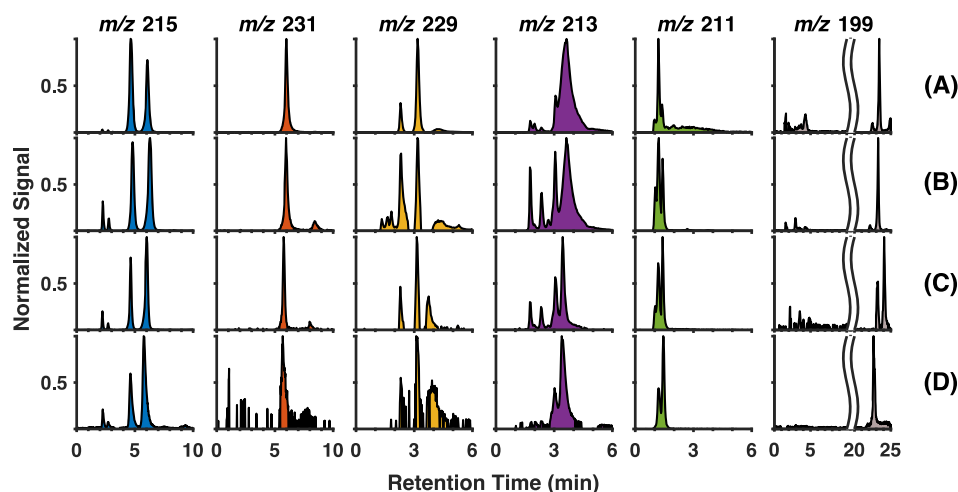 m/z 215 m/z 231 m/z 229 m/z 213 m/z 211 m/z 199
0.5 (A)
0.5 (B)
0.5 (C)
0.5 (D)
Normalized Signal
0 5 10 0 5 10 0 3 6 0 3 6 0 3 6 0 5 20 25
Retention Time (min)